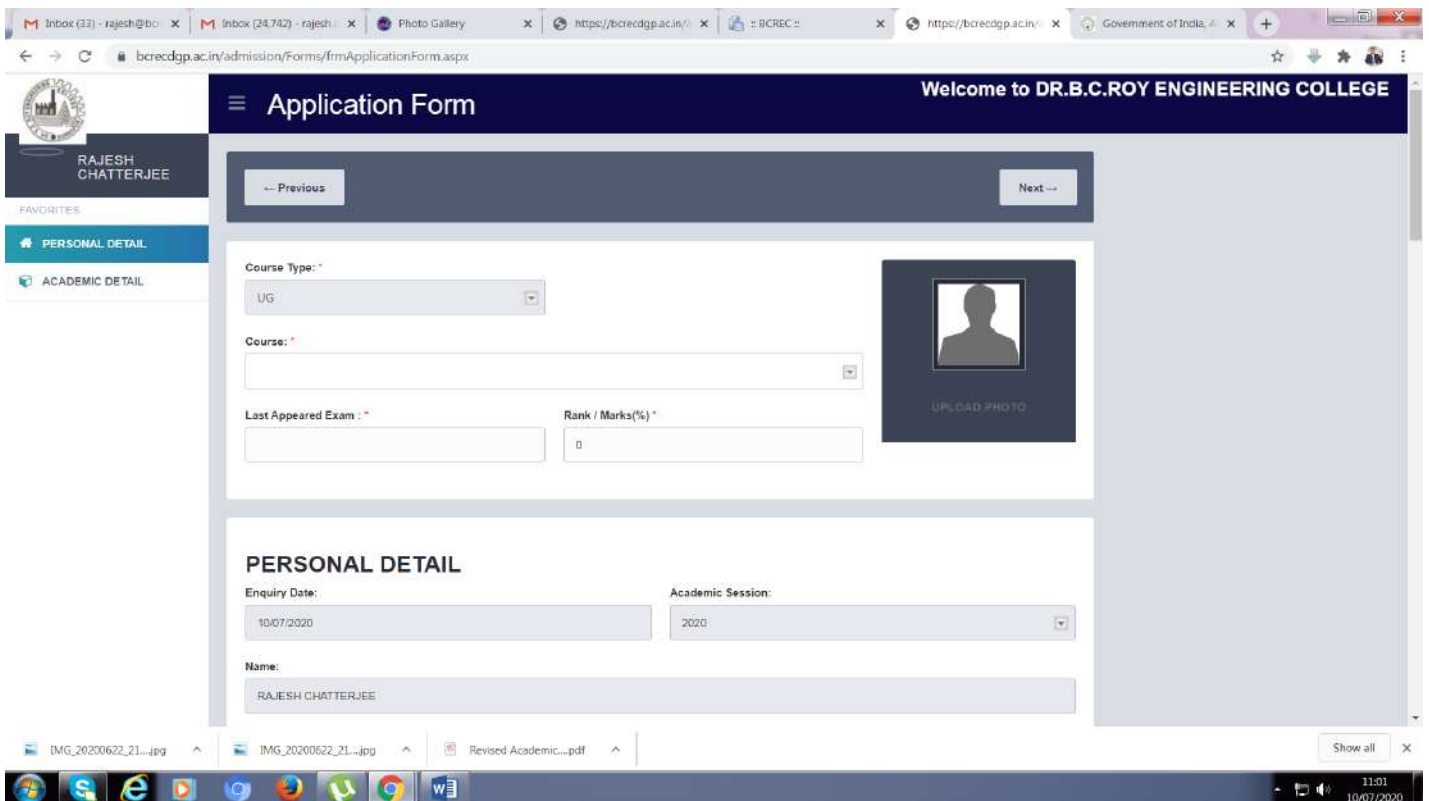 Inbox (33) - rajesh@bo
Inbox (24,742) - rajesh.
Photo Gallery
https://bcrecdgp.ac.in/
:: BCREC ::
https://bcrecdgp.ac.in/
Government of India, A
bcrecdgp.ac.in/admission/Forms/frmApplicationForm.aspx
Application Form
Welcome to DR.B.C.ROY ENGINEERING COLLEGE
RAJESH
CHATTERJEE
FAVORITES
PERSONAL DETAIL
ACADEMIC DETAIL
← Previous
Next →
Course Type: *
UG
Course: *
Last Appeared Exam : *
Rank / Marks(%) *
0
UPLOAD PHOTO
PERSONAL DETAIL
Enquiry Date:
Academic Session:
10/07/2020
2020
Name:
RAJESH CHATTERJEE
IMG_20200622_21....jpg
IMG_20200622_21....jpg
Revised Academic....pdf
Show all
11:01
10/07/2020